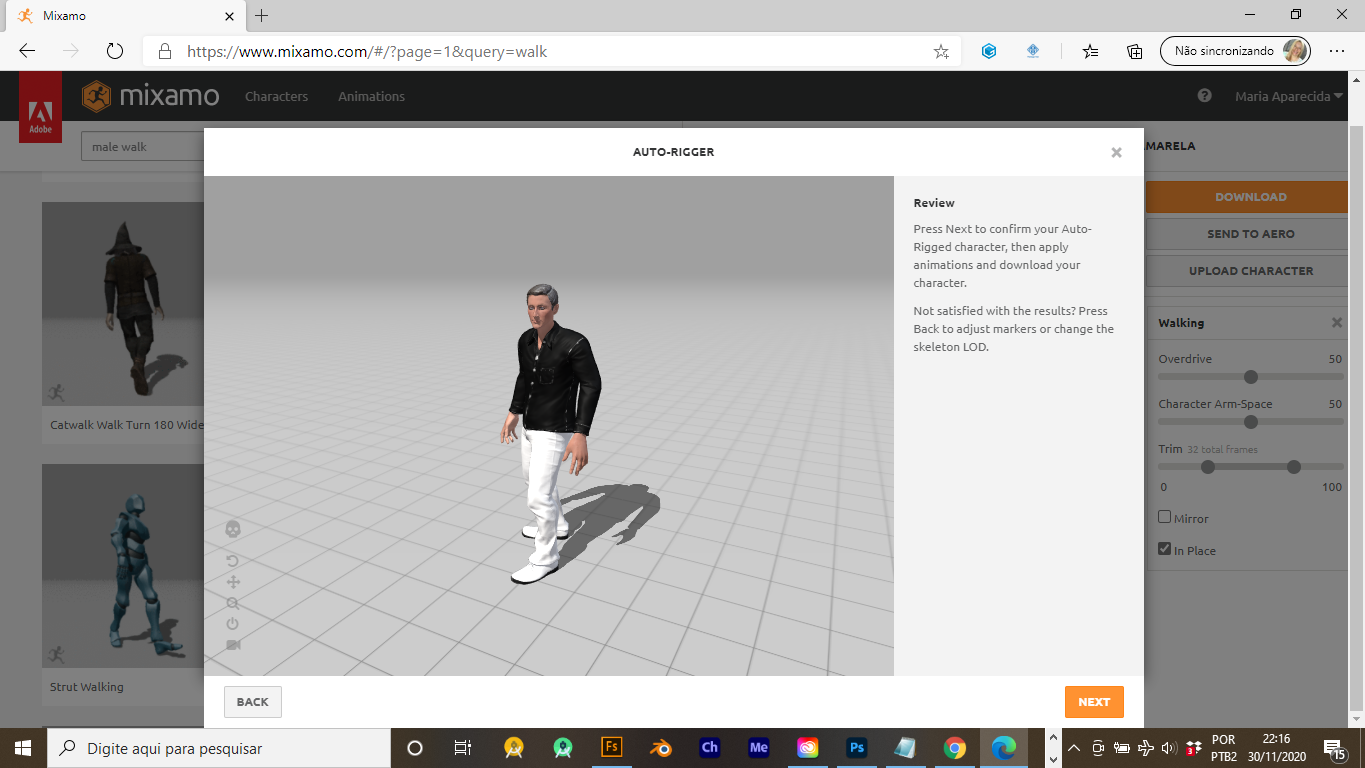 Mixamo
https://www.mixamo.com/#/?page=1&query=walk
Não sincronizando
Adobe
mixamo
Characters
Animations
Maria Aparecida
male walk
AUTO-RIGGER
MARELA
DOWNLOAD
SEND TO AERO
UPLOAD CHARACTER
Catwalk Walk Turn 180 Wide
Strut Walking
Review
Press Next to confirm your Auto-
Rigged character, then apply
animations and download your
character.
Not satisfied with the results? Press
Back to adjust markers or change the
skeleton LOD.
Walking
Overdrive 50
Character Arm-Space 50
Trim 32 total frames
0 100
Mirror
In Place
BACK
NEXT
Digite aqui para pesquisar
Fs
Ch
Me
Ps
3
POR
PTB2
22:16
30/11/2020
15